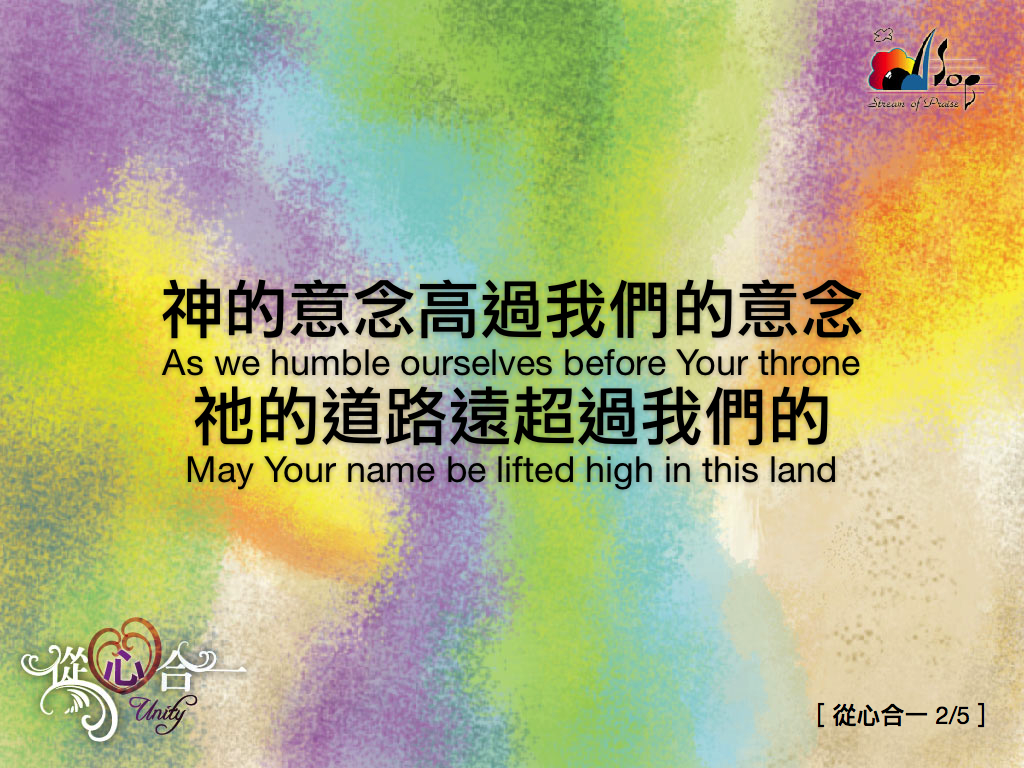 Sop
Stream of Praise
神的意念高過我們的意念
As we humble ourselves before Your throne
祂的道路遠超過我們的
May Your name be lifted high in this land
從心合一
Unity
[ 從心合一 2/5 ]